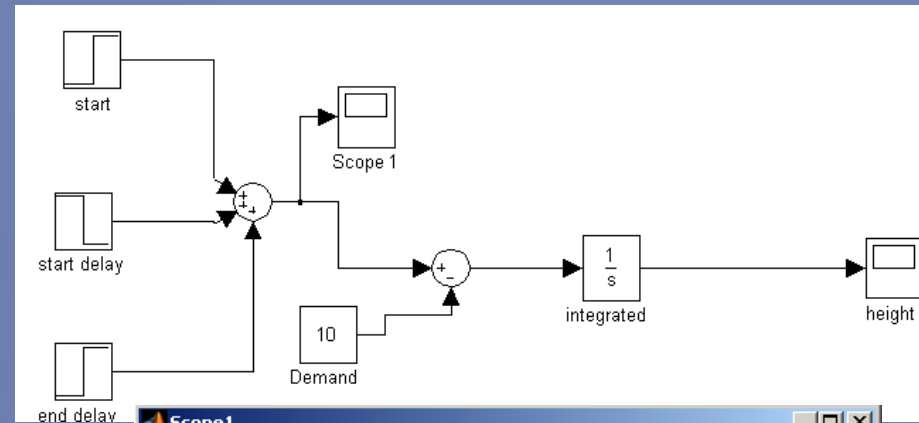 start
Scope 1
+
+
+
start delay
+
-
1
s
integrated
height
10
Demand
end delay
Scope1